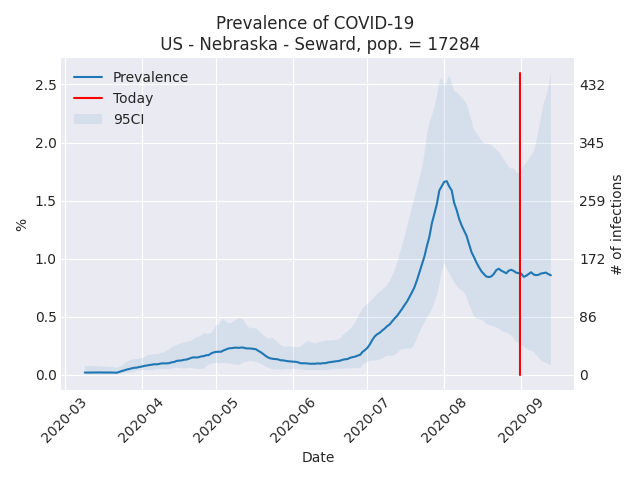 Prevalence of COVID-19
US - Nebraska - Seward, pop. = 17284
Prevalence
Today
95CI
2.5
2.0
1.5
1.0
0.5
0.0
%
432
345
259
172
86
0
# of infections
2020-03
2020-04
2020-05
2020-06
2020-07
2020-08
2020-09
Date